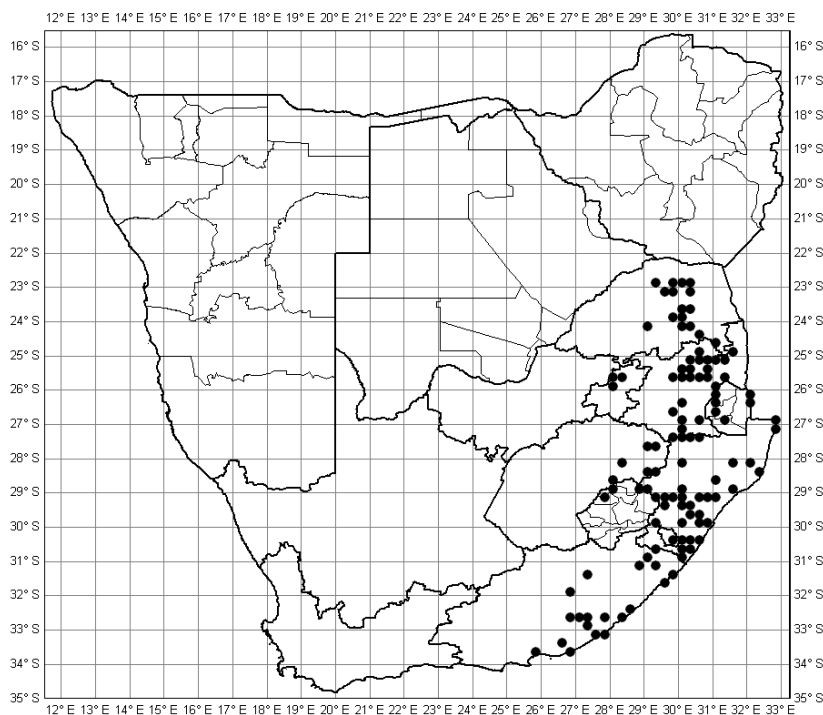 12° E 13° E 14° E 15° E 16° E 17° E 18° E 19° E 20° E 21° E 22° E 23° E 24° E 25° E 26° E 27° E 28° E 29° E 30° E 31° E 32° E 33° E
16° S 16° S
17° S 17° S
18° S 18° S
19° S 19° S
20° S 20° S
21° S 21° S
22° S 22° S
23° S 23° S
24° S 24° S
25° S 25° S
26° S 26° S
27° S 27° S
28° S 28° S
29° S 29° S
30° S 30° S
31° S 31° S
32° S 32° S
33° S 33° S
34° S 34° S
35° S 35° S
12° E 13° E 14° E 15° E 16° E 17° E 18° E 19° E 20° E 21° E 22° E 23° E 24° E 25° E 26° E 27° E 28° E 29° E 30° E 31° E 32° E 33° E